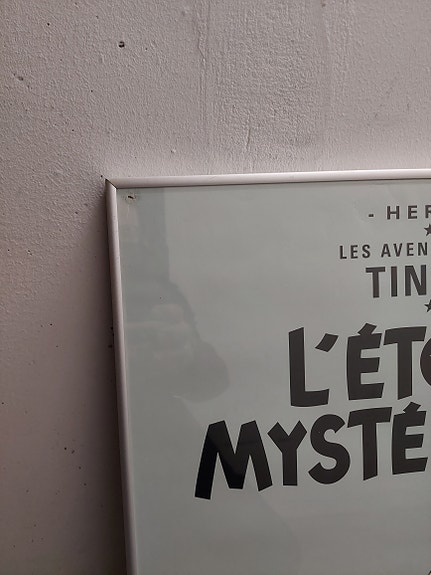 - HER
LES AVEN
TIN
L'ÉTO
MYSTÉ